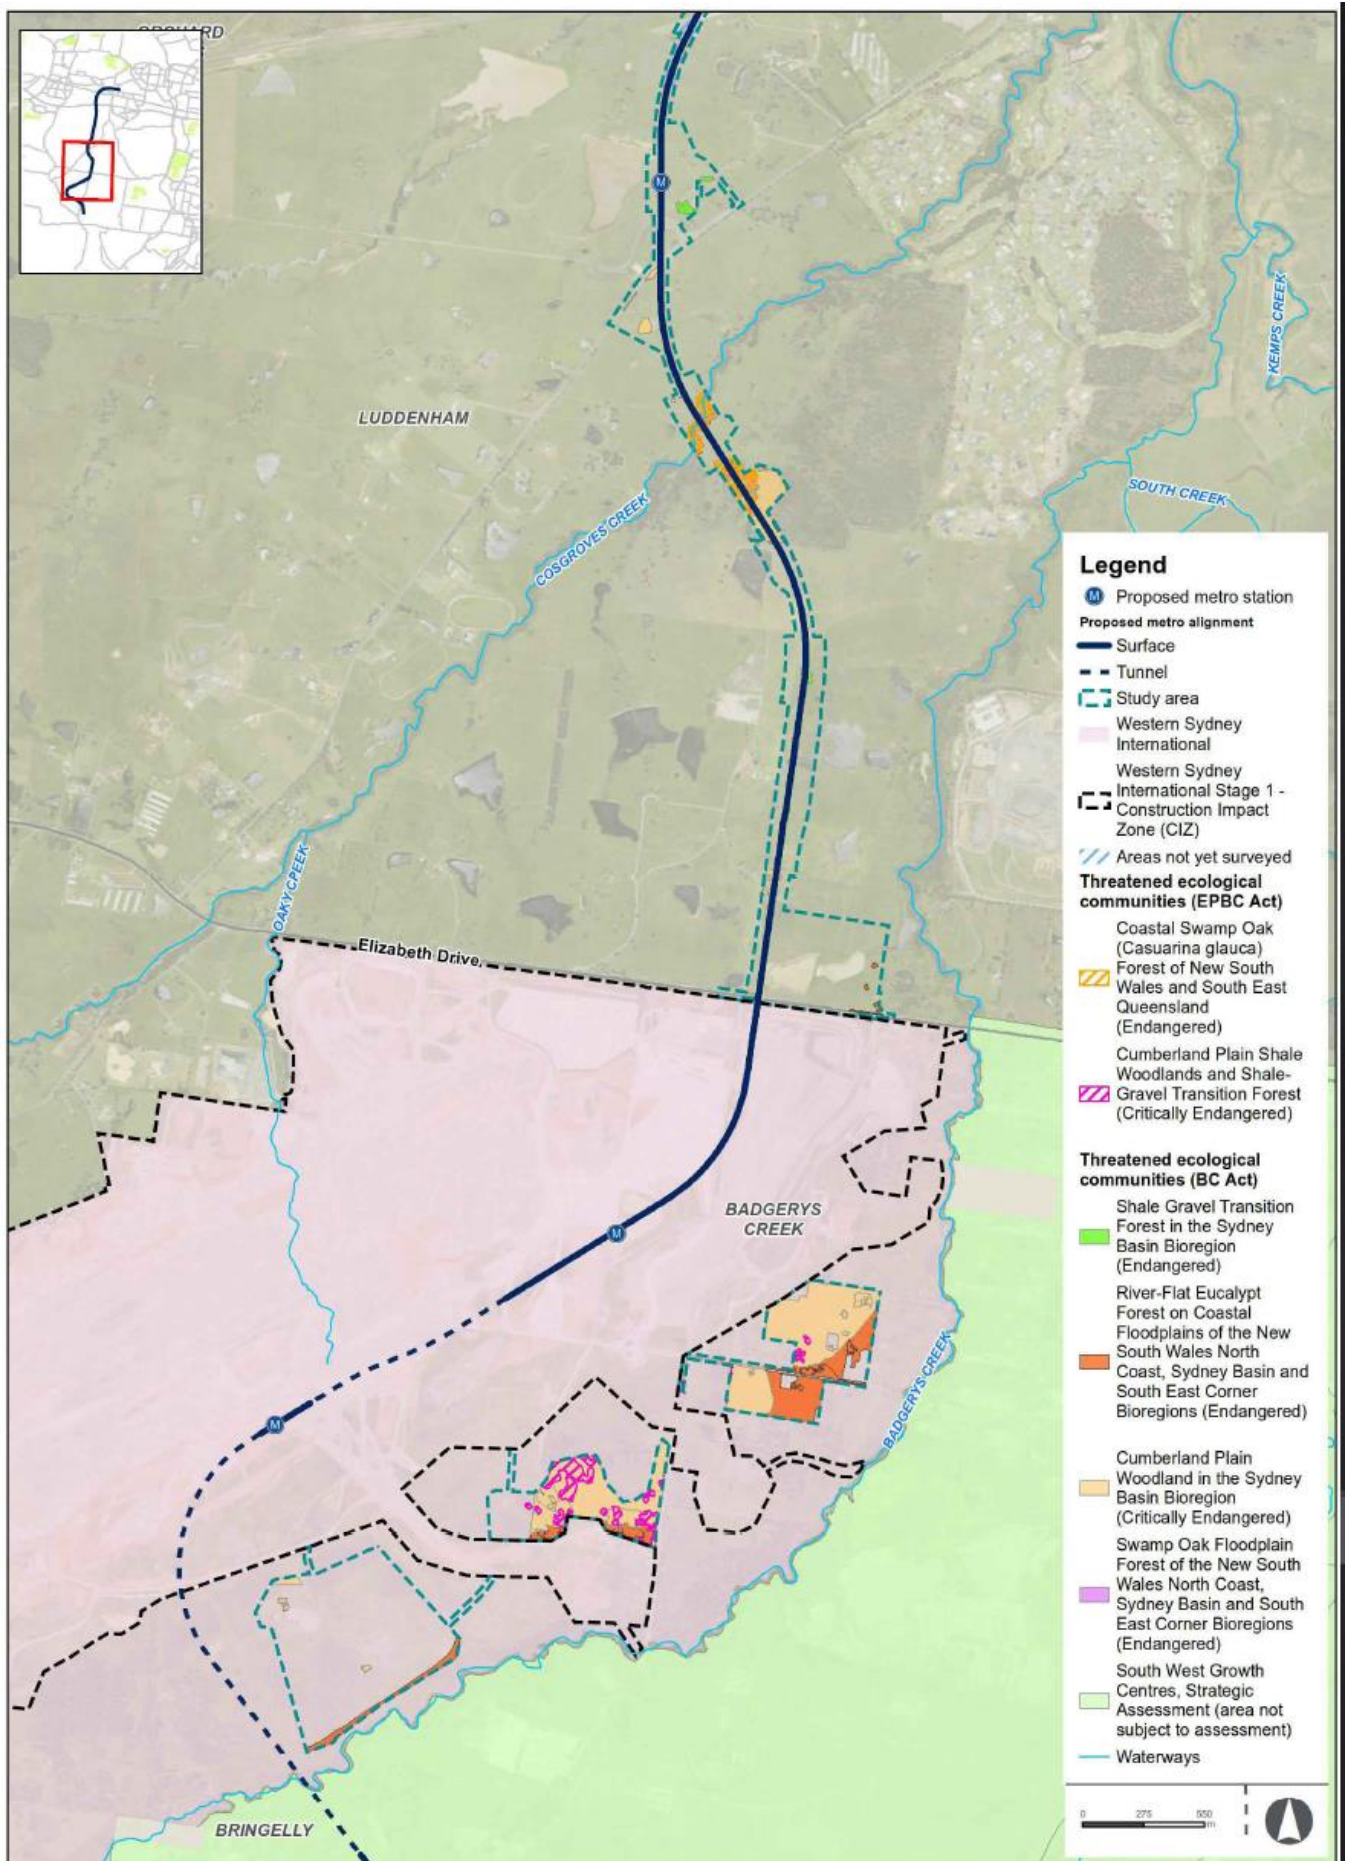 ORCHARD
LUDDENHAM
COSGROVES CREEK
KEMPS CREEK
SOUTH CREEK
OAKY CREEK
Elizabeth Drive
BADGERYS
CREEK
BADGERYS CREEK
BRINGELLY
M
M
M
Legend
M Proposed metro station
Proposed metro alignment
Surface
Tunnel
Study area
Western Sydney
International
Western Sydney
International Stage 1 -
Construction Impact
Zone (CIZ)
Areas not yet surveyed
Threatened ecological
communities (EPBC Act)
Coastal Swamp Oak
(Casuarina glauca)
Forest of New South
Wales and South East
Queensland
(Endangered)
Cumberland Plain Shale
Woodlands and Shale-
Gravel Transition Forest
(Critically Endangered)
Threatened ecological
communities (BC Act)
Shale Gravel Transition
Forest in the Sydney
Basin Bioregion
(Endangered)
River-Flat Eucalypt
Forest on Coastal
Floodplains of the New
South Wales North
Coast, Sydney Basin and
South East Corner
Bioregions (Endangered)
Cumberland Plain
Woodland in the Sydney
Basin Bioregion
(Critically Endangered)
Swamp Oak Floodplain
Forest of the New South
Wales North Coast,
Sydney Basin and South
East Corner Bioregions
(Endangered)
South West Growth
Centres, Strategic
Assessment (area not
subject to assessment)
Waterways
0 275 550
m